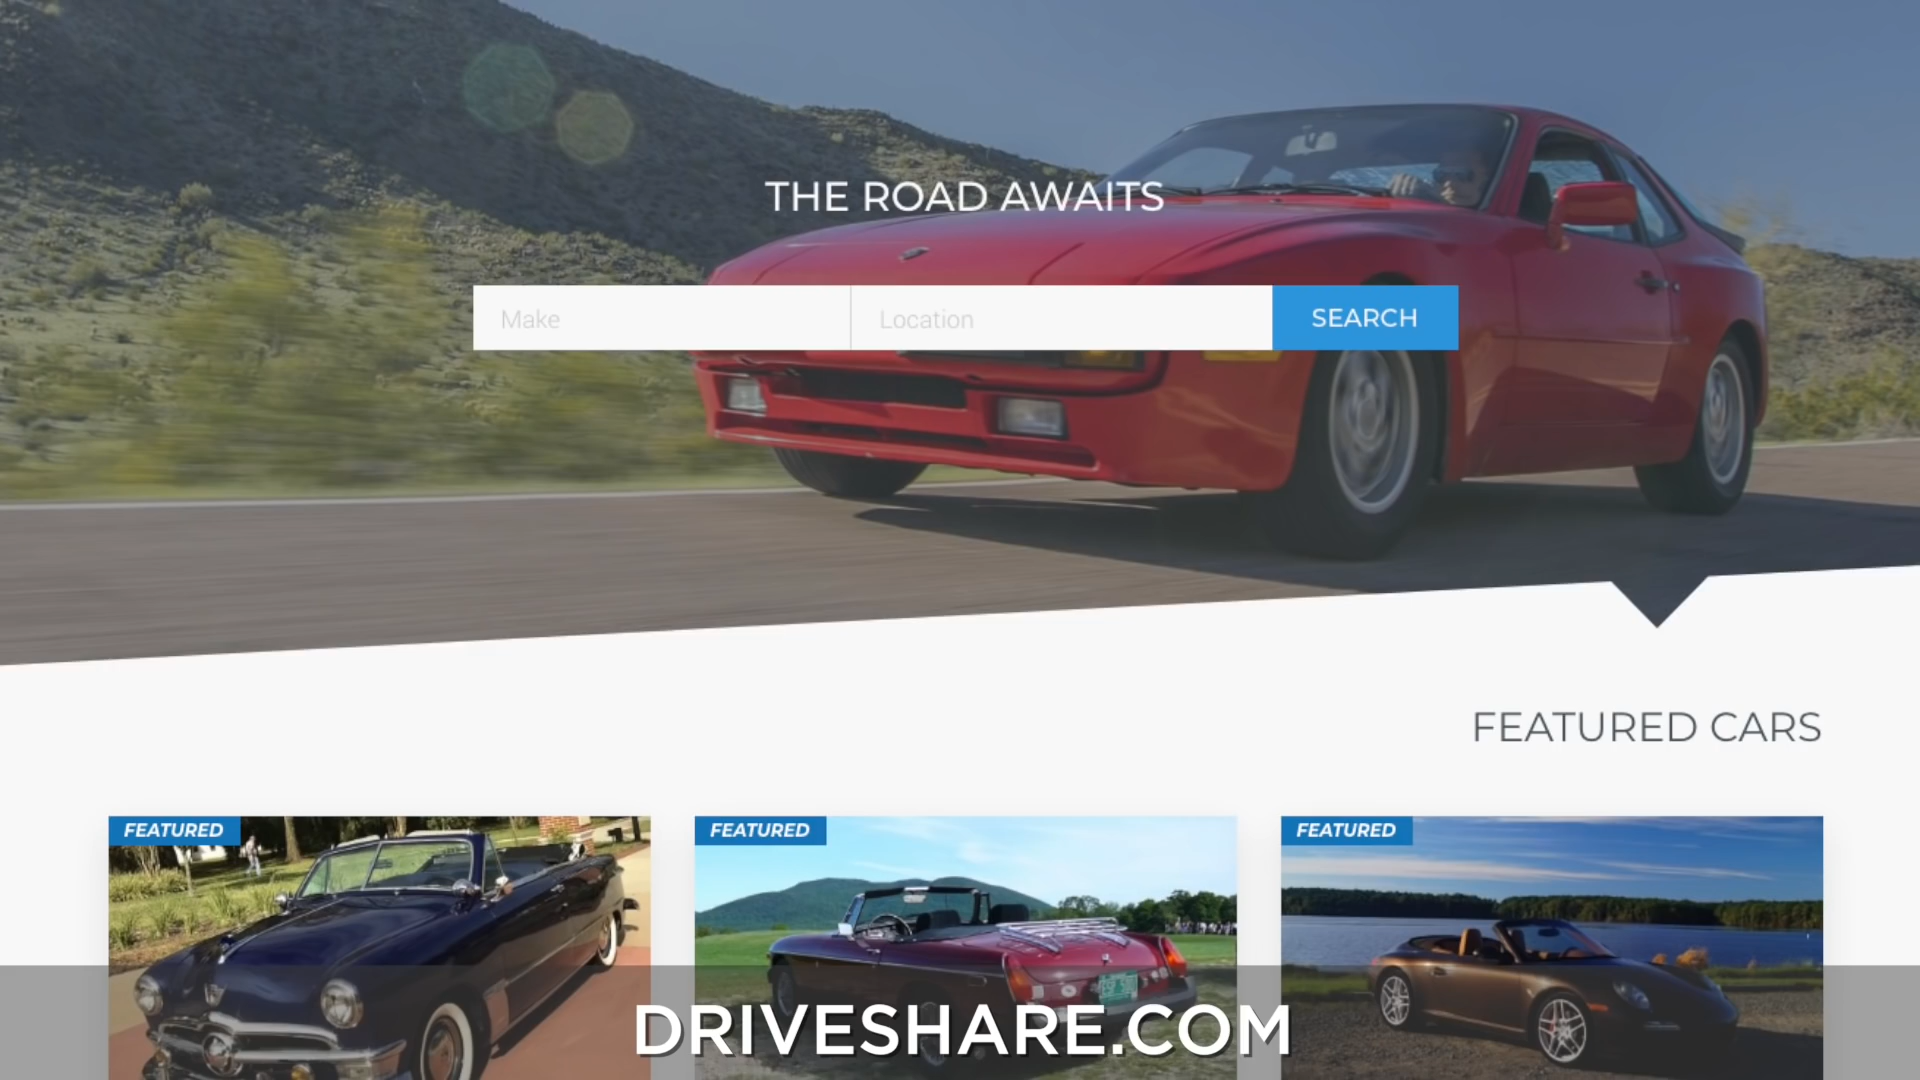 THE ROAD AWAITS
Make
Location
SEARCH
FEATURED CARS
FEATURED
FEATURED
FEATURED
DRIVESHARE.COM